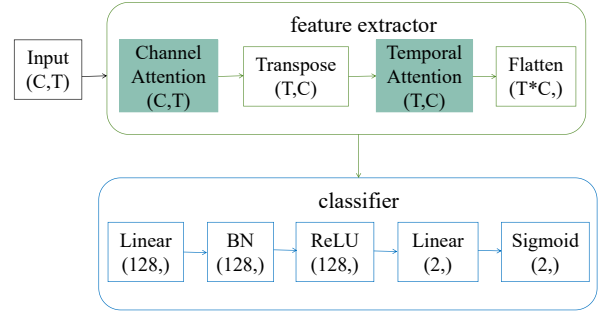 feature extractor
Input
(C,T)
Channel
Attention
(C,T)
Transpose
(T,C)
Temporal
Attention
(T,C)
Flatten
(T*C,)
classifier
Linear
(128,)
BN
(128,)
ReLU
(128,)
Linear
(2,)
Sigmoid
(2,)